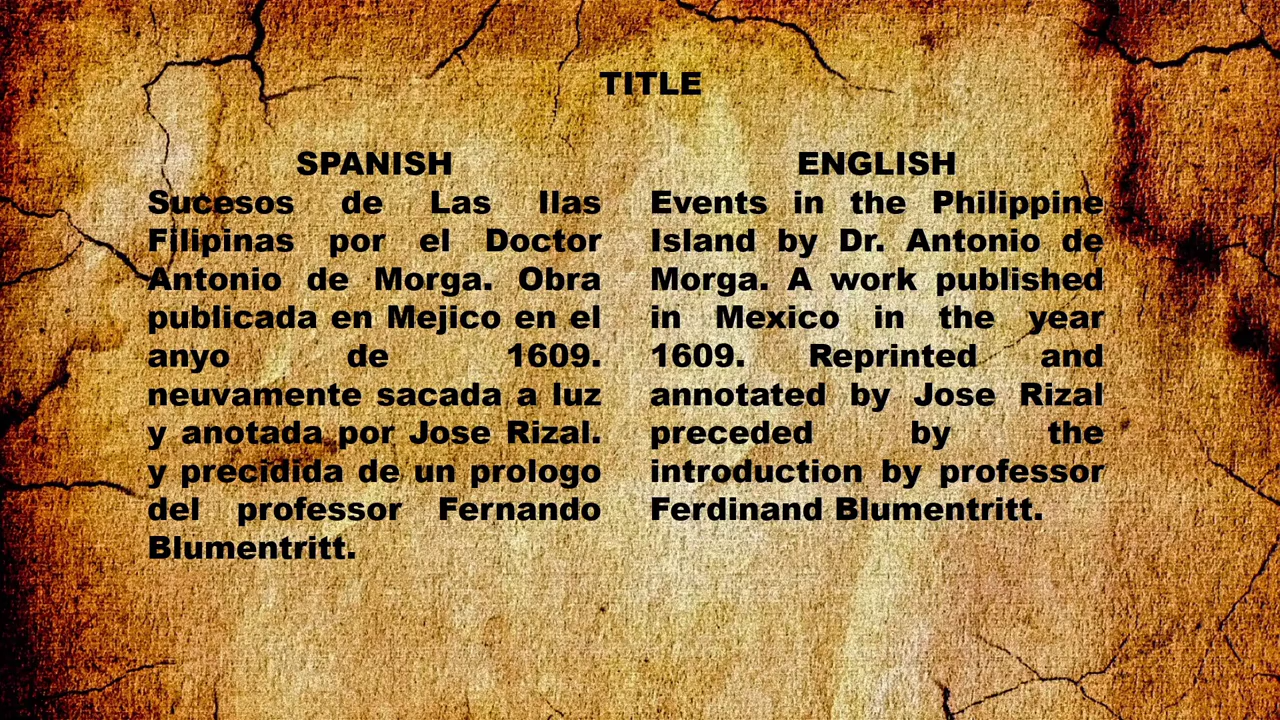 TITLE
SPANISH
Sucesos de Las Ilas
Filipinas por el Doctor
Antonio de Morga. Obra
publicada en Mejico en el
anyo de 1609.
neuvamente sacada a luz
y anotada por Jose Rizal.
y precidida de un prologo
del professor Fernando
Blumentritt.
ENGLISH
Events in the Philippine
Island by Dr. Antonio de
Morga. A work published
in Mexico in the year
1609. Reprinted and
annotated by Jose Rizal
preceded by the
introduction by professor
Ferdinand Blumentritt.